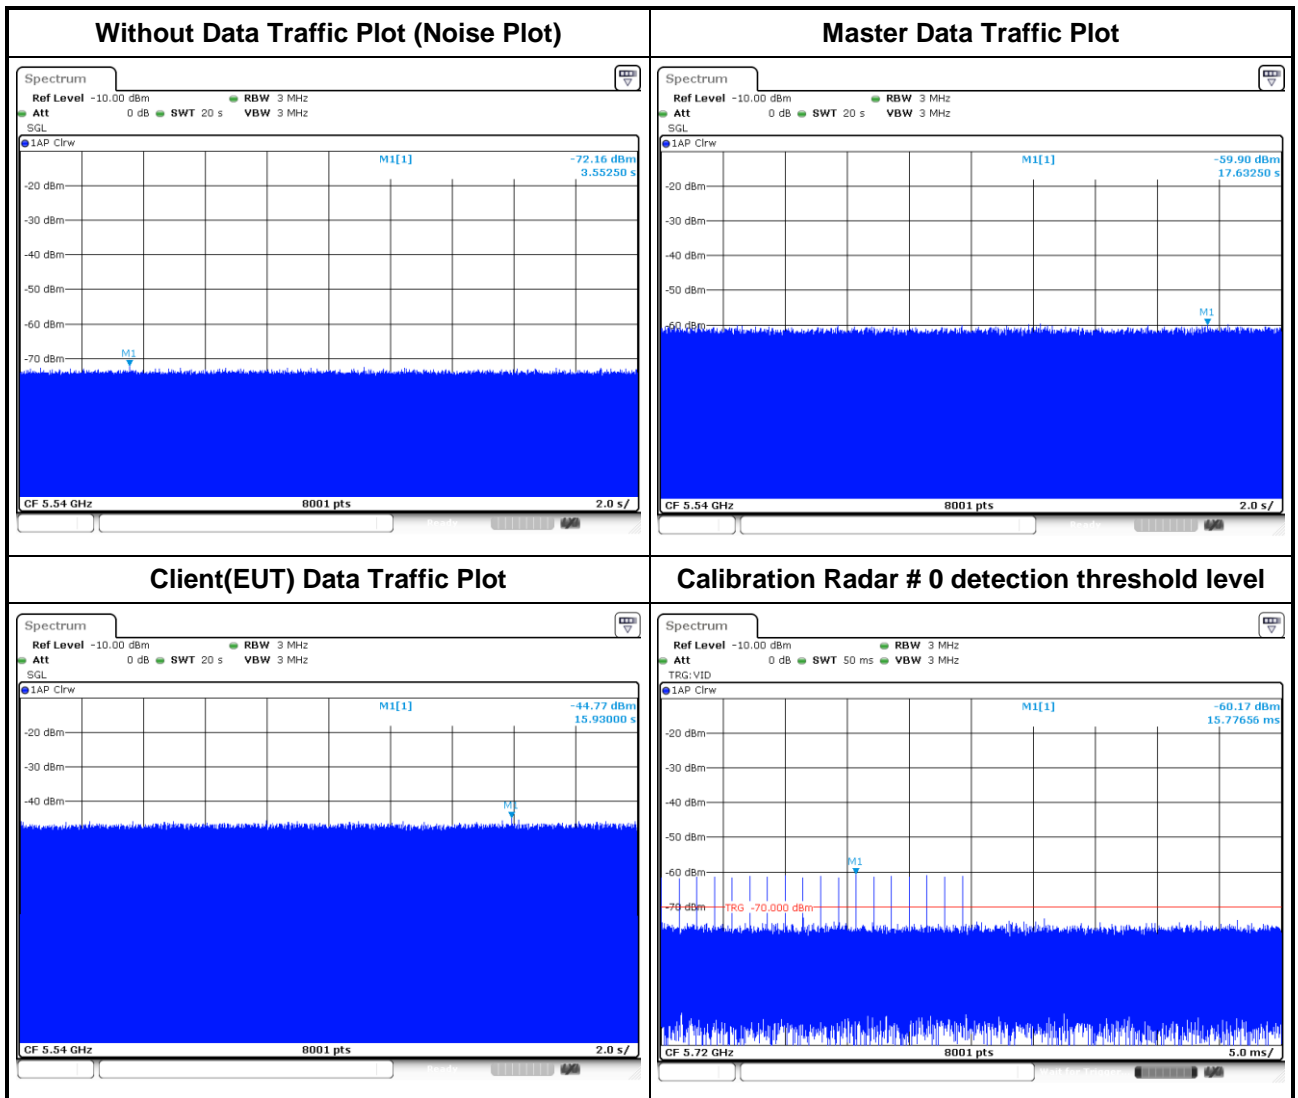 Without Data Traffic Plot (Noise Plot)
Spectrum
Ref Level -10.00 dBm RBW 3 MHz
Att 0 dB SWT 20 s VBW 3 MHz
SGL
1AP Clrw
M1[1] -72.16 dBm
3.55250 s
-20 dBm
-30 dBm
-40 dBm
-50 dBm
-60 dBm
-70 dBm
M1
CF 5.54 GHz 8001 pts 2.0 s/
Ready
Master Data Traffic Plot
Spectrum
Ref Level -10.00 dBm RBW 3 MHz
Att 0 dB SWT 20 s VBW 3 MHz
SGL
1AP Clrw
M1[1] -59.90 dBm
17.63250 s
-20 dBm
-30 dBm
-40 dBm
-50 dBm
M1
-60 dBm
CF 5.54 GHz 8001 pts 2.0 s/
Ready
Client(EUT) Data Traffic Plot
Spectrum
Ref Level -10.00 dBm RBW 3 MHz
Att 0 dB SWT 20 s VBW 3 MHz
SGL
1AP Clrw
M1[1] -44.77 dBm
15.93000 s
-20 dBm
-30 dBm
-40 dBm
M1
CF 5.54 GHz 8001 pts 2.0 s/
Ready
Calibration Radar # 0 detection threshold level
Spectrum
Ref Level -10.00 dBm RBW 3 MHz
Att 0 dB SWT 50 ms VBW 3 MHz
TRG:VID
1AP Clrw
M1[1] -60.17 dBm
15.77656 ms
-20 dBm
-30 dBm
-40 dBm
-50 dBm
M1
-60 dBm
-70 dBm TRG -70.000 dBm
CF 5.72 GHz 8001 pts 5.0 ms/
Wait for Trigger